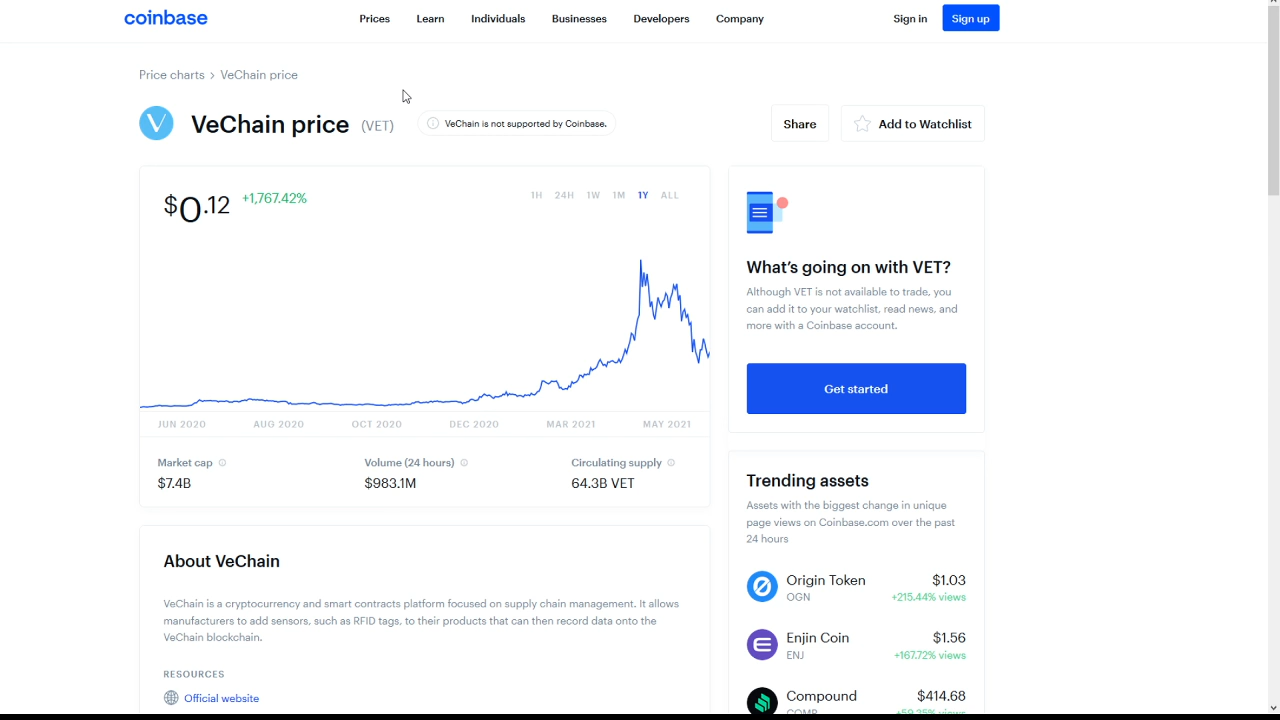 coinbase
Prices Learn Individuals Businesses Developers Company
Sign in Sign up
Price charts > VeChain price
VeChain price (VET) VeChain is not supported by Coinbase.
Share Add to Watchlist
$0.12 +1,767.42%
1H 24H 1W 1M 1Y ALL
JUN 2020 AUG 2020 OCT 2020 DEC 2020 MAR 2021 MAY 2021
Market cap Volume (24 hours) Circulating supply
$7.4B $983.1M 64.3B VET
About VeChain
VeChain is a cryptocurrency and smart contracts platform focused on supply chain management. It allows
manufacturers to add sensors, such as RFID tags, to their products that can then record data onto the
VeChain blockchain.
RESOURCES
Official website
What's going on with VET?
Although VET is not available to trade, you
can add it to your watchlist, read news, and
more with a Coinbase account.
Get started
Trending assets
Assets with the biggest change in unique
page views on Coinbase.com over the past
24 hours
Origin Token $1.03
OGN +215.44% views
Enjin Coin $1.56
ENJ +167.72% views
Compound $414.68
COMP +59.35% views